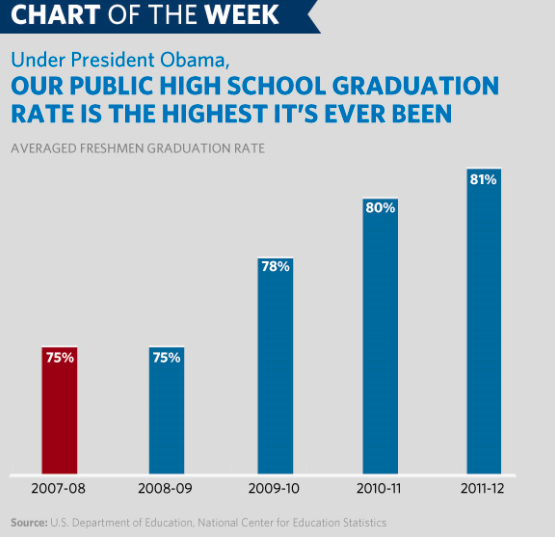 CHART OF THE WEEK
Under President Obama,
OUR PUBLIC HIGH SCHOOL GRADUATION
RATE IS THE HIGHEST IT'S EVER BEEN
AVERAGED FRESHMEN GRADUATION RATE
75%
75%
78%
80%
81%
2007-08
2008-09
2009-10
2010-11
2011-12
Source: U.S. Department of Education, National Center for Education Statistics